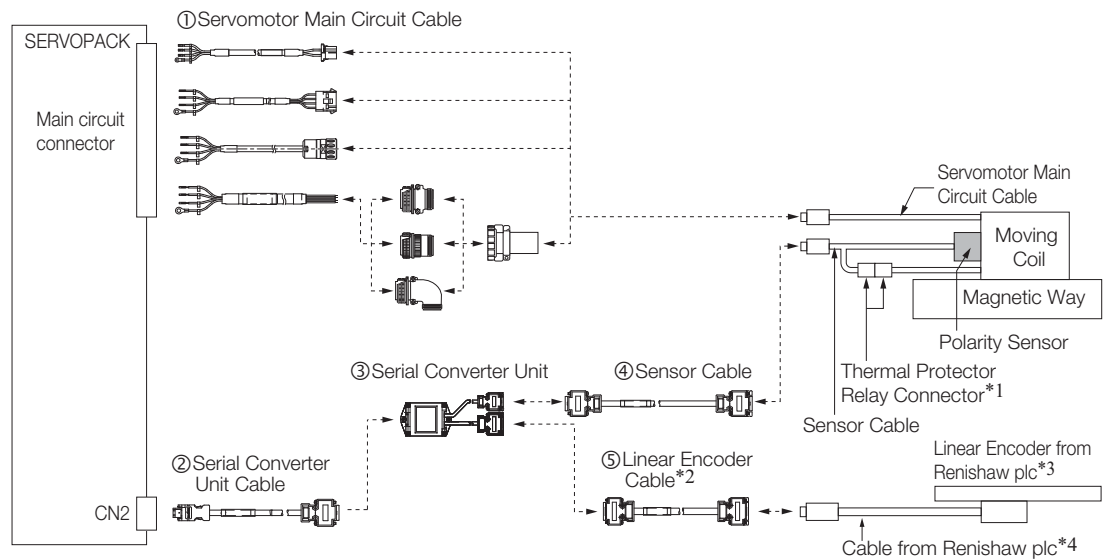 ①Servomotor Main Circuit Cable
SERVOPACK
Main circuit
connector
Servomotor Main
Circuit Cable
Moving
Coil
Magnetic Way
Polarity Sensor
Thermal Protector
Relay Connector*1
Sensor Cable
③Serial Converter Unit
④Sensor Cable
②Serial Converter
Unit Cable
⑤Linear Encoder
Cable*2
Linear Encoder from
Renishaw plc*3
CN2
Cable from Renishaw plc*4